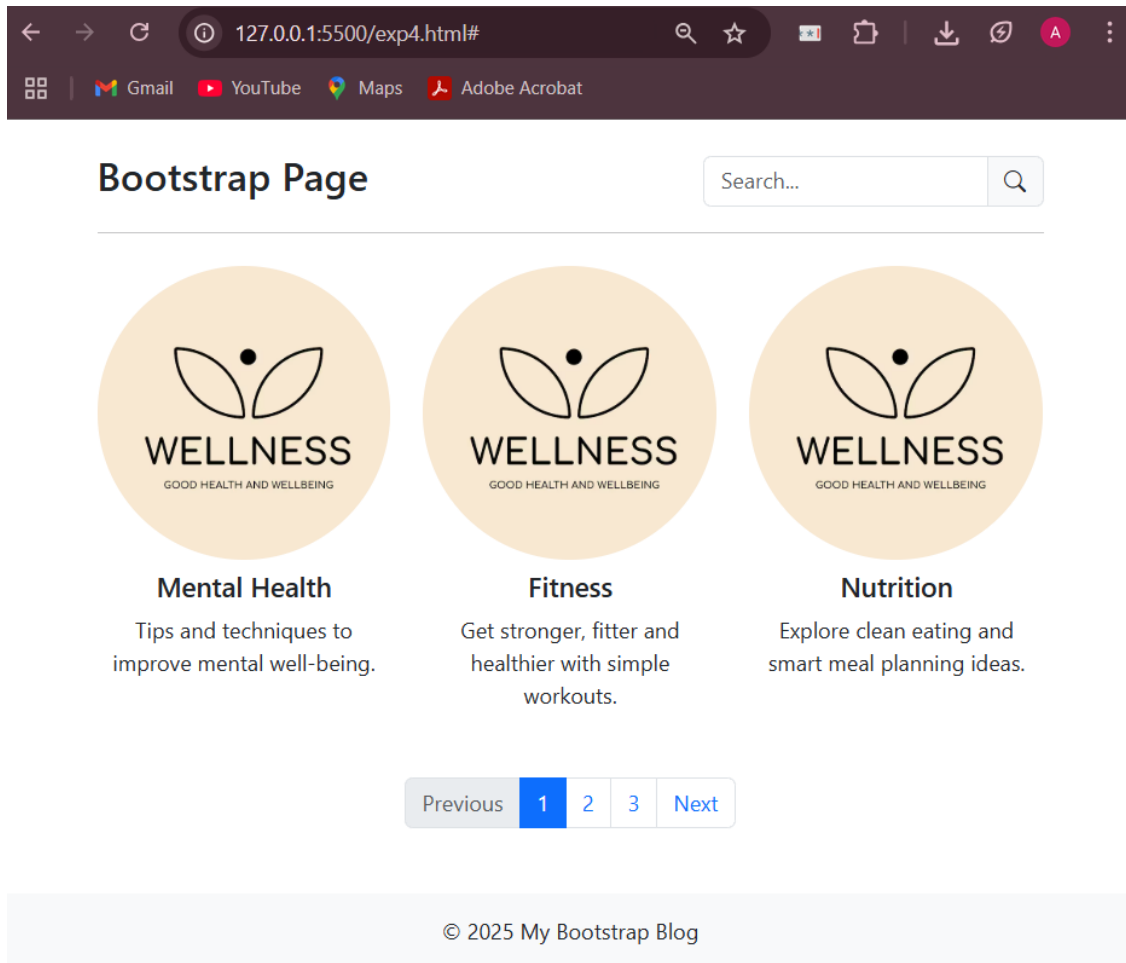 127.0.0.1:5500/exp4.html#
A
Gmail YouTube Maps Adobe Acrobat
Bootstrap Page
Search...
WELLNESS
GOOD HEALTH AND WELLBEING
Mental Health
Tips and techniques to
improve mental well-being.
WELLNESS
GOOD HEALTH AND WELLBEING
Fitness
Get stronger, fitter and
healthier with simple
workouts.
WELLNESS
GOOD HEALTH AND WELLBEING
Nutrition
Explore clean eating and
smart meal planning ideas.
Previous 1 2 3 Next
© 2025 My Bootstrap Blog